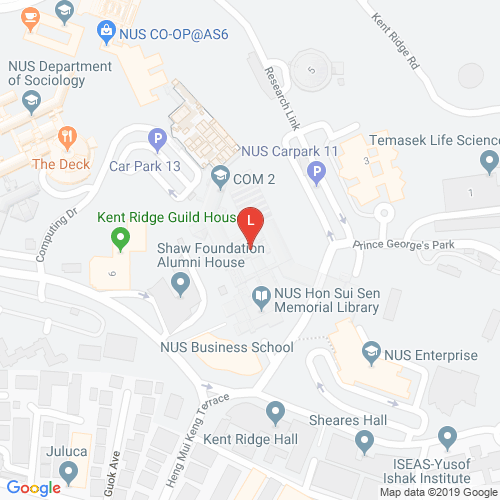 Kent Ridge Rd
NUS CO-OP@AS6
NUS Department
of Sociology
5
Research Link
The Deck
Car Park 13
P
NUS Carpark 11
P
Temasek Life Science
3
COM 2
1
Computing Dr
Kent Ridge Guild House
L
Prince George's Park
Shaw Foundation
Alumni House
6
NUS Hon Sui Sen
Memorial Library
NUS Business School
NUS Enterprise
Heng Mui Keng Terrace
Sheares Hall
Kent Ridge Hall
Juluca
Guok Ave
ISEAS-Yusof
Ishak Institute
Google
Map data ©2019 Google